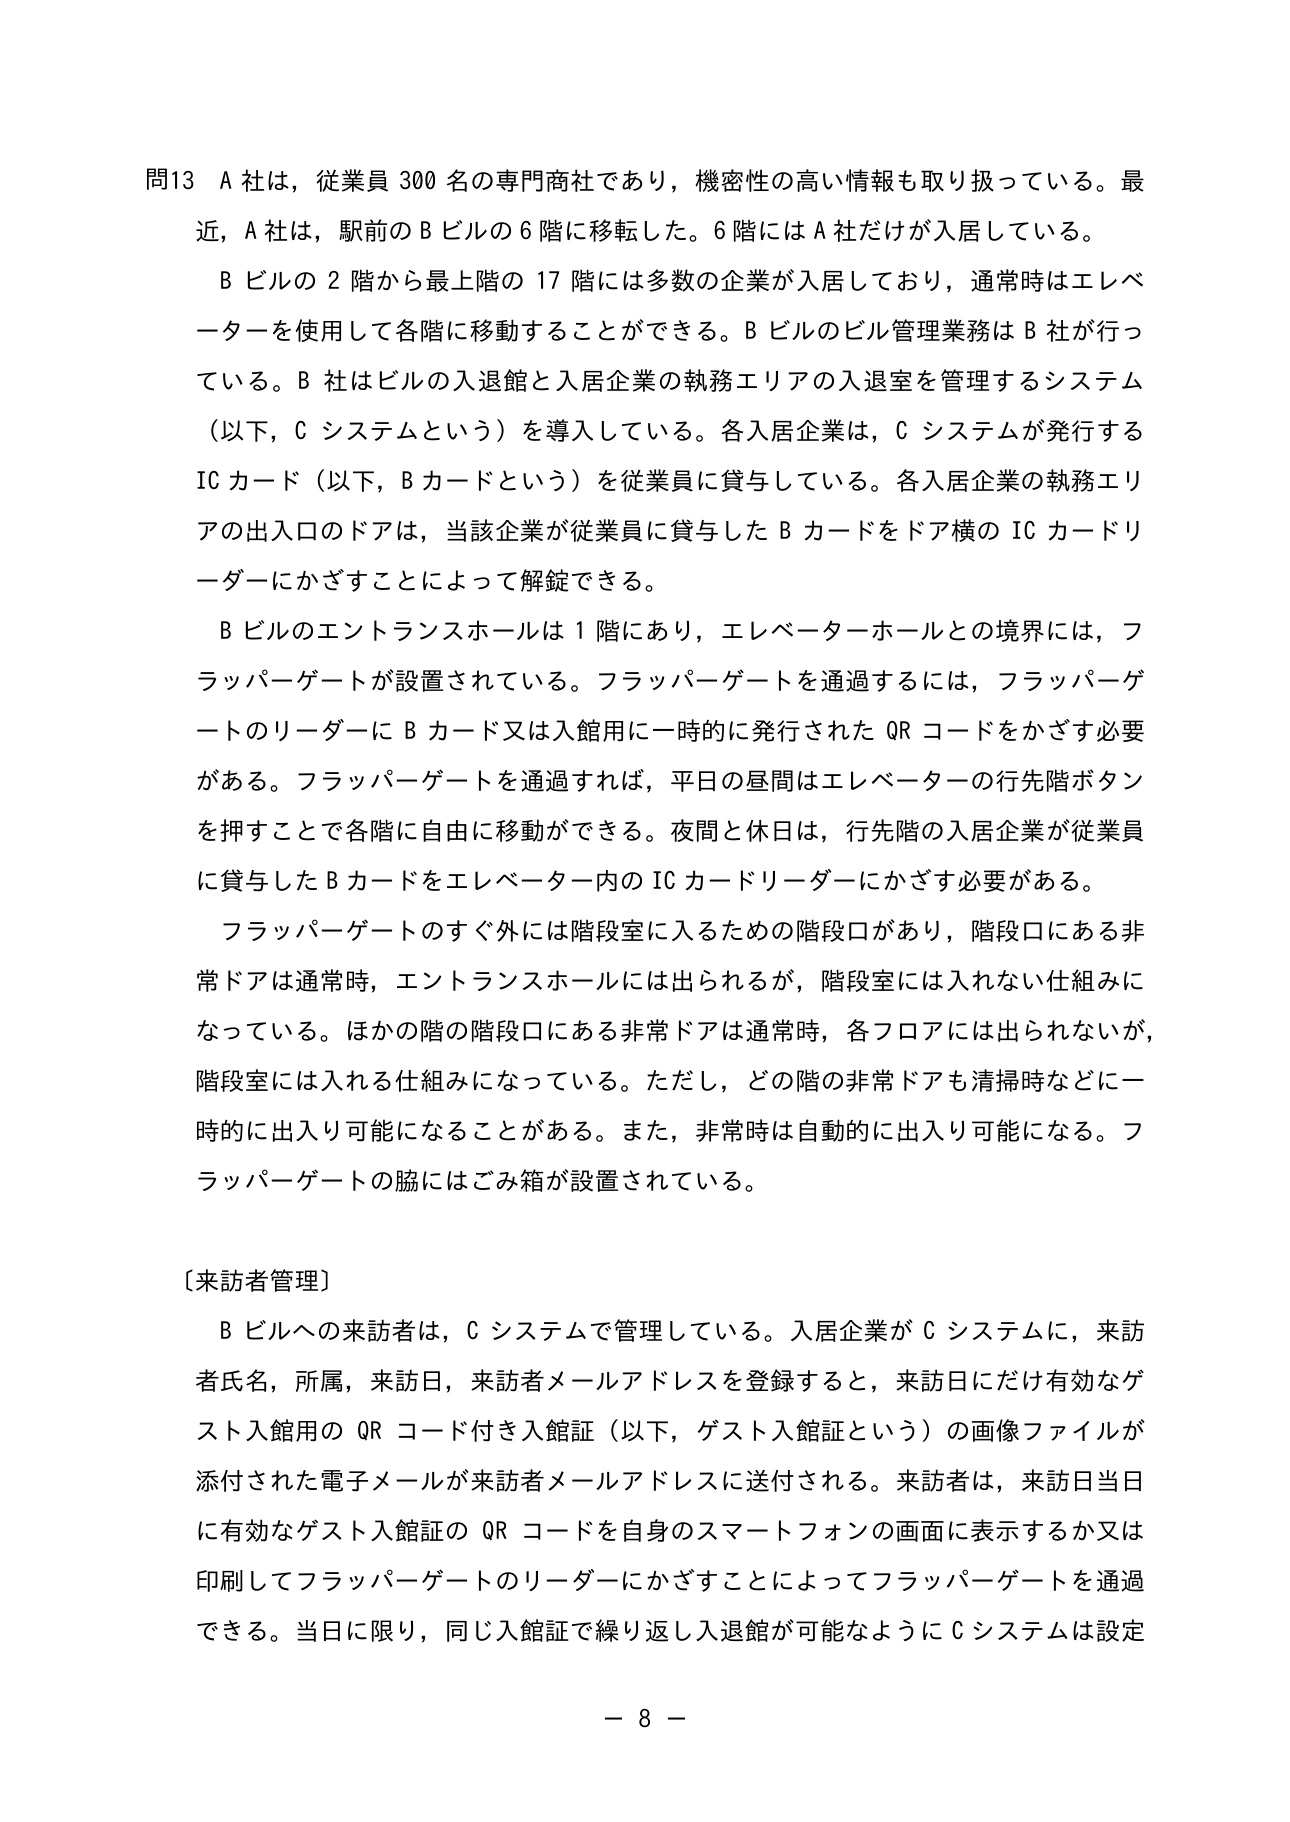 問13　A 社は，従業員 300 名の専門商社であり，機密性の高い情報も取り扱っている。最
近，A 社は，駅前の B ビルの 6 階に移転した。6 階には A 社だけが入居している。
B ビルの 2 階から最上階の 17 階には多数の企業が入居しており，通常時はエレベ
ーターを使用して各階に移動することができる。B ビルのビル管理業務は B 社が行っ
ている。B 社はビルの入退館と入居企業の執務エリアの入退室を管理するシステム
（以下，C システムという）を導入している。各入居企業は，C システムが発行する
IC カード（以下，B カードという）を従業員に貸与している。各入居企業の執務エリ
アの出入口のドアは，当該企業が従業員に貸与した B カードをドア横の IC カードリ
ーダーにかざすことによって解錠できる。
B ビルのエントランスホールは 1 階にあり，エレベーターホールとの境界には，フ
ラッパーゲートが設置されている。フラッパーゲートを通過するには，フラッパーゲ
ートのリーダーに B カード又は入館用に一時的に発行された QR コードをかざす必要
がある。フラッパーゲートを通過すれば，平日の昼間はエレベーターの行先階ボタン
を押すことで各階に自由に移動ができる。夜間と休日は，行先階の入居企業が従業員
に貸与した B カードをエレベーター内の IC カードリーダーにかざす必要がある。
フラッパーゲートのすぐ外には階段室に入るための階段口があり，階段口にある非
常ドアは通常時，エントランスホールには出られるが，階段室には入れない仕組みに
なっている。ほかの階の階段口にある非常ドアは通常時，各フロアには出られないが，
階段室には入れる仕組みになっている。ただし，どの階の非常ドアも清掃時などに一
時的に出入り可能になることがある。また，非常時は自動的に出入り可能になる。フ
ラッパーゲートの脇にはごみ箱が設置されている。
〔来訪者管理〕
B ビルへの来訪者は，C システムで管理している。入居企業が C システムに，来訪
者氏名，所属，来訪日，来訪者メールアドレスを登録すると，来訪日にだけ有効なゲ
スト入館用の QR コード付き入館証（以下，ゲスト入館証という）の画像ファイルが
添付された電子メールが来訪者メールアドレスに送付される。来訪者は，来訪日当日
に有効なゲスト入館証の QR コードを自身のスマートフォンの画面に表示するか又は
印刷してフラッパーゲートのリーダーにかざすことによってフラッパーゲートを通過
できる。当日に限り，同じ入館証で繰り返し入退館が可能なように C システムは設定
－ 8 －